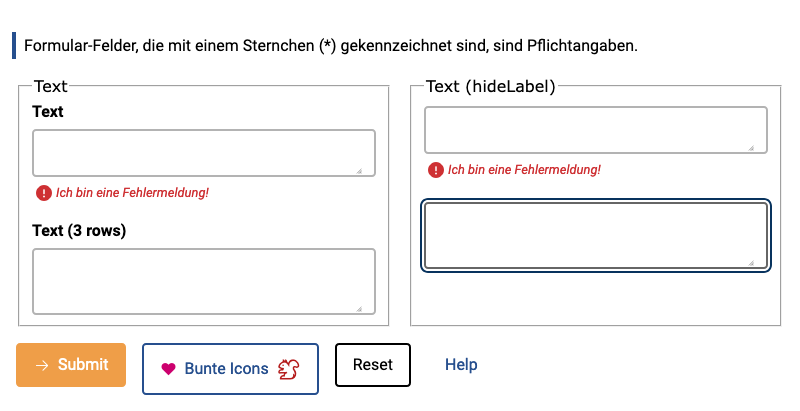 Formular-Felder, die mit einem Sternchen (*) gekennzeichnet sind, sind Pflichtangaben.
Text
Text
Ich bin eine Fehlermeldung!
Text (3 rows)
Text (hideLabel)
Ich bin eine Fehlermeldung!
Submit
Bunte Icons
Reset
Help